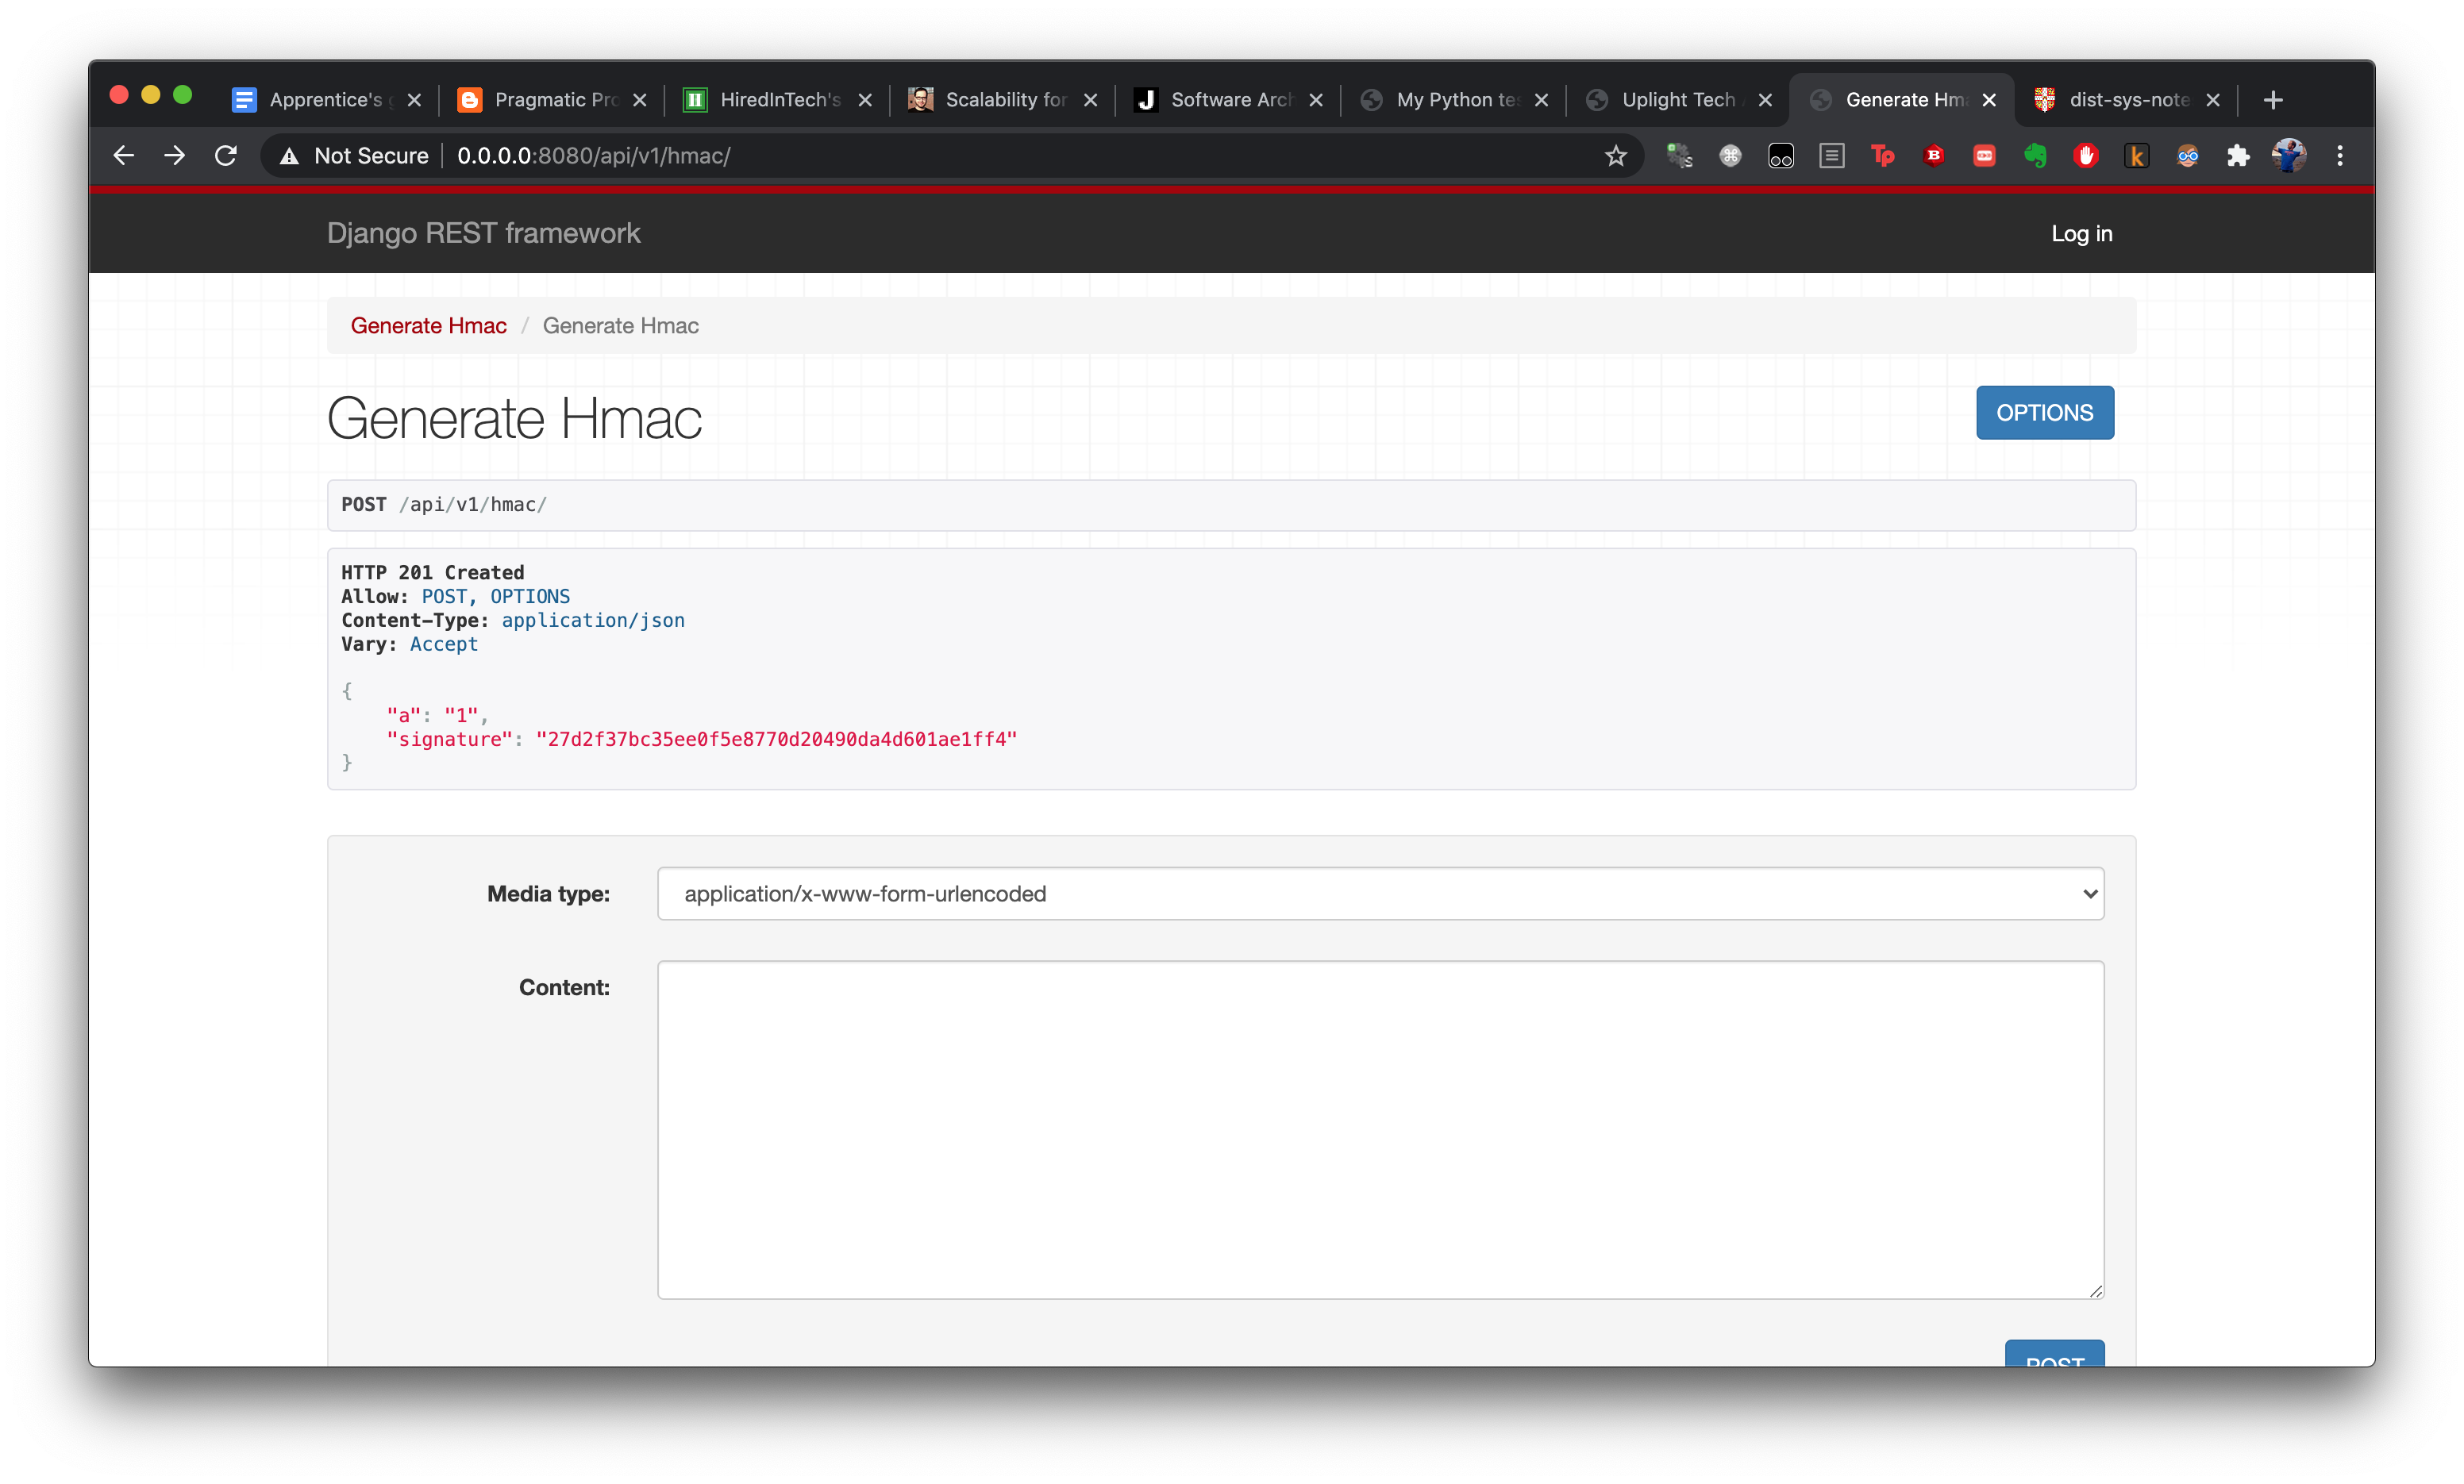 Apprentice's g
Pragmatic Pro
HiredInTech's
Scalability for
Software Arch
My Python tes
Uplight Tech A
Generate Hma
dist-sys-note
Not Secure
0.0.0.0:8080/api/v1/hmac/
Django REST framework
Log in
Generate Hmac / Generate Hmac
Generate Hmac
OPTIONS
POST /api/v1/hmac/
HTTP 201 Created
Allow: POST, OPTIONS
Content-Type: application/json
Vary: Accept
{
"a": "1",
"signature": "27d2f37bc35ee0f5e8770d20490da4d601ae1ff4"
}
Media type:
application/x-www-form-urlencoded
Content:
POST